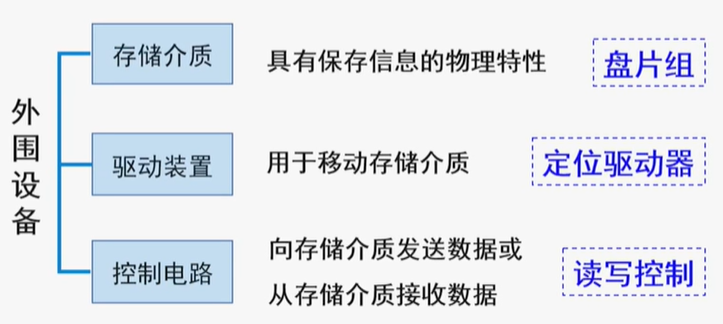 外围设备
存储介质
具有保存信息的物理特性
盘片组
驱动装置
用于移动存储介质
定位驱动器
控制电路
向存储介质发送数据或
从存储介质接收数据
读写控制